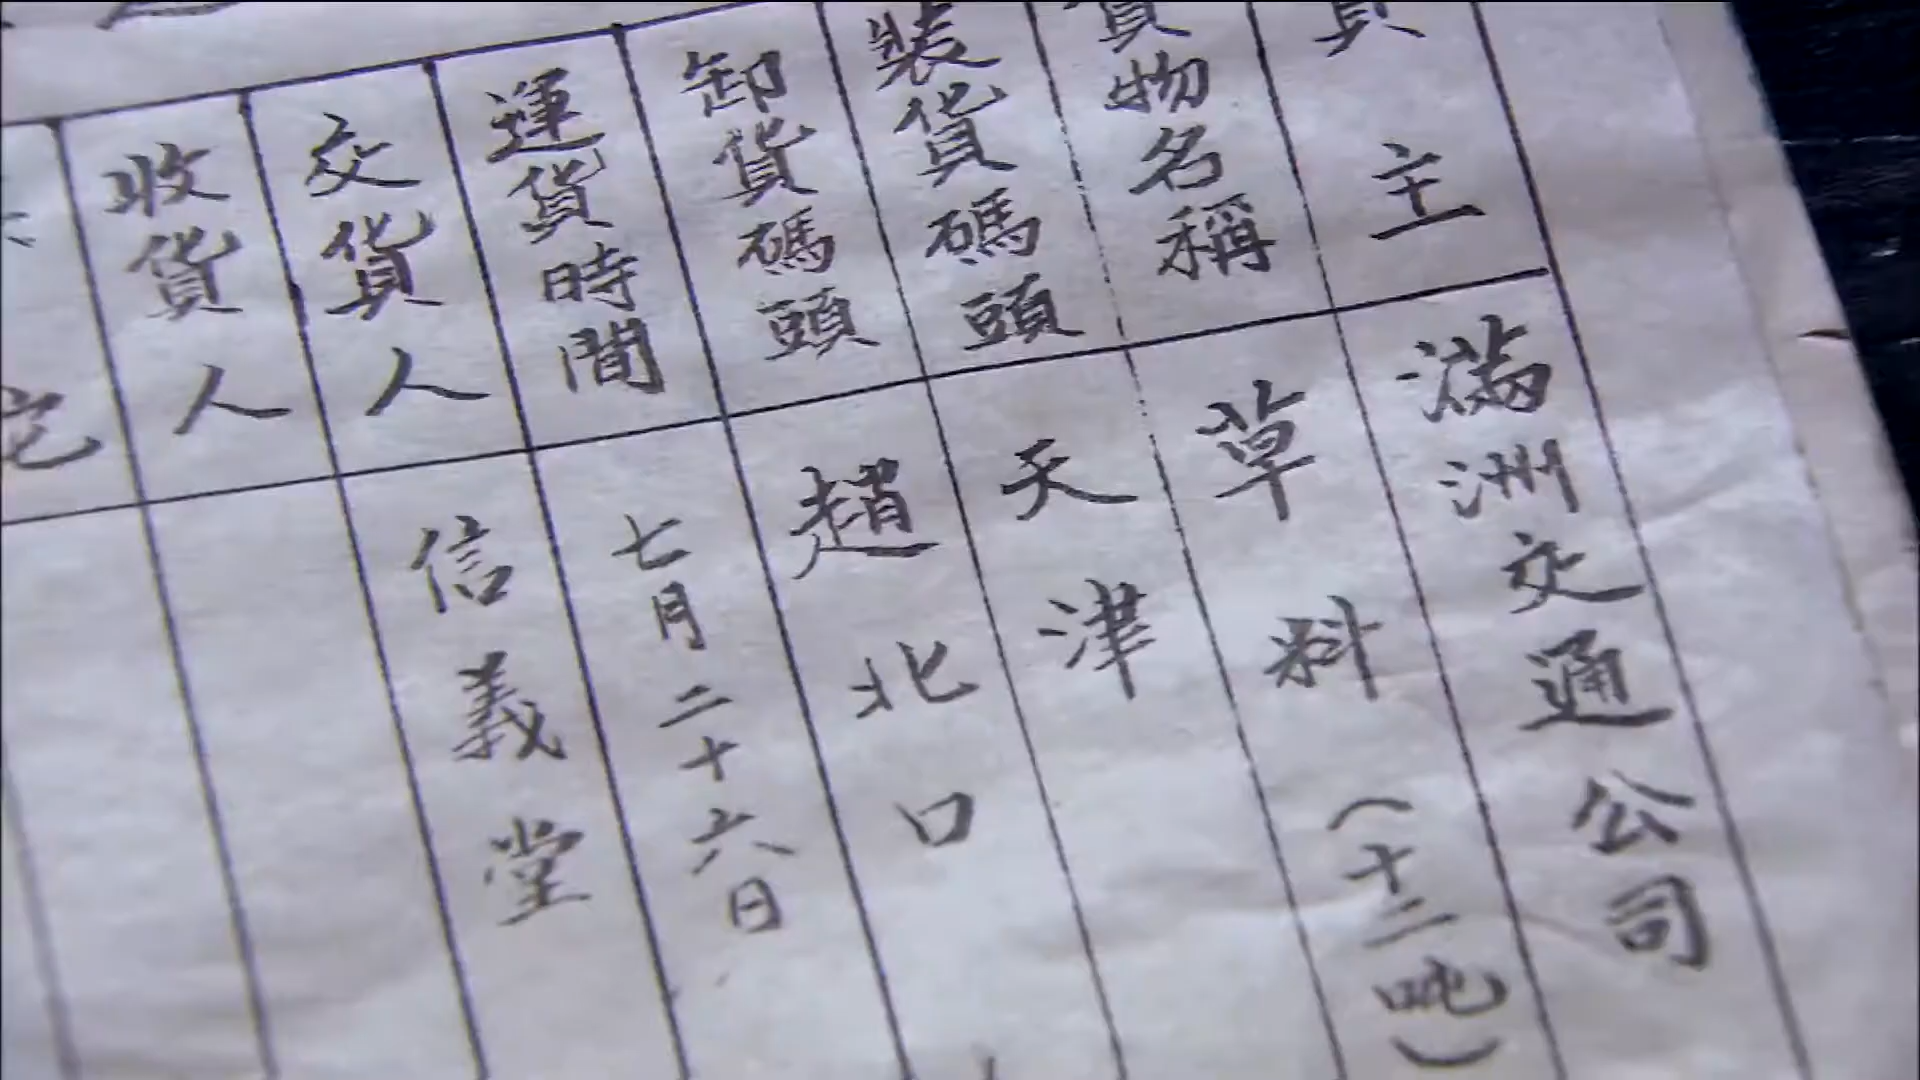 貨主
滿洲交通公司
貨物名稱
草料(十二吨)
裝貨碼頭
天津
卸貨碼頭
趙北口
運貨時間
七月二十六日
交貨人
信義堂
收貨人